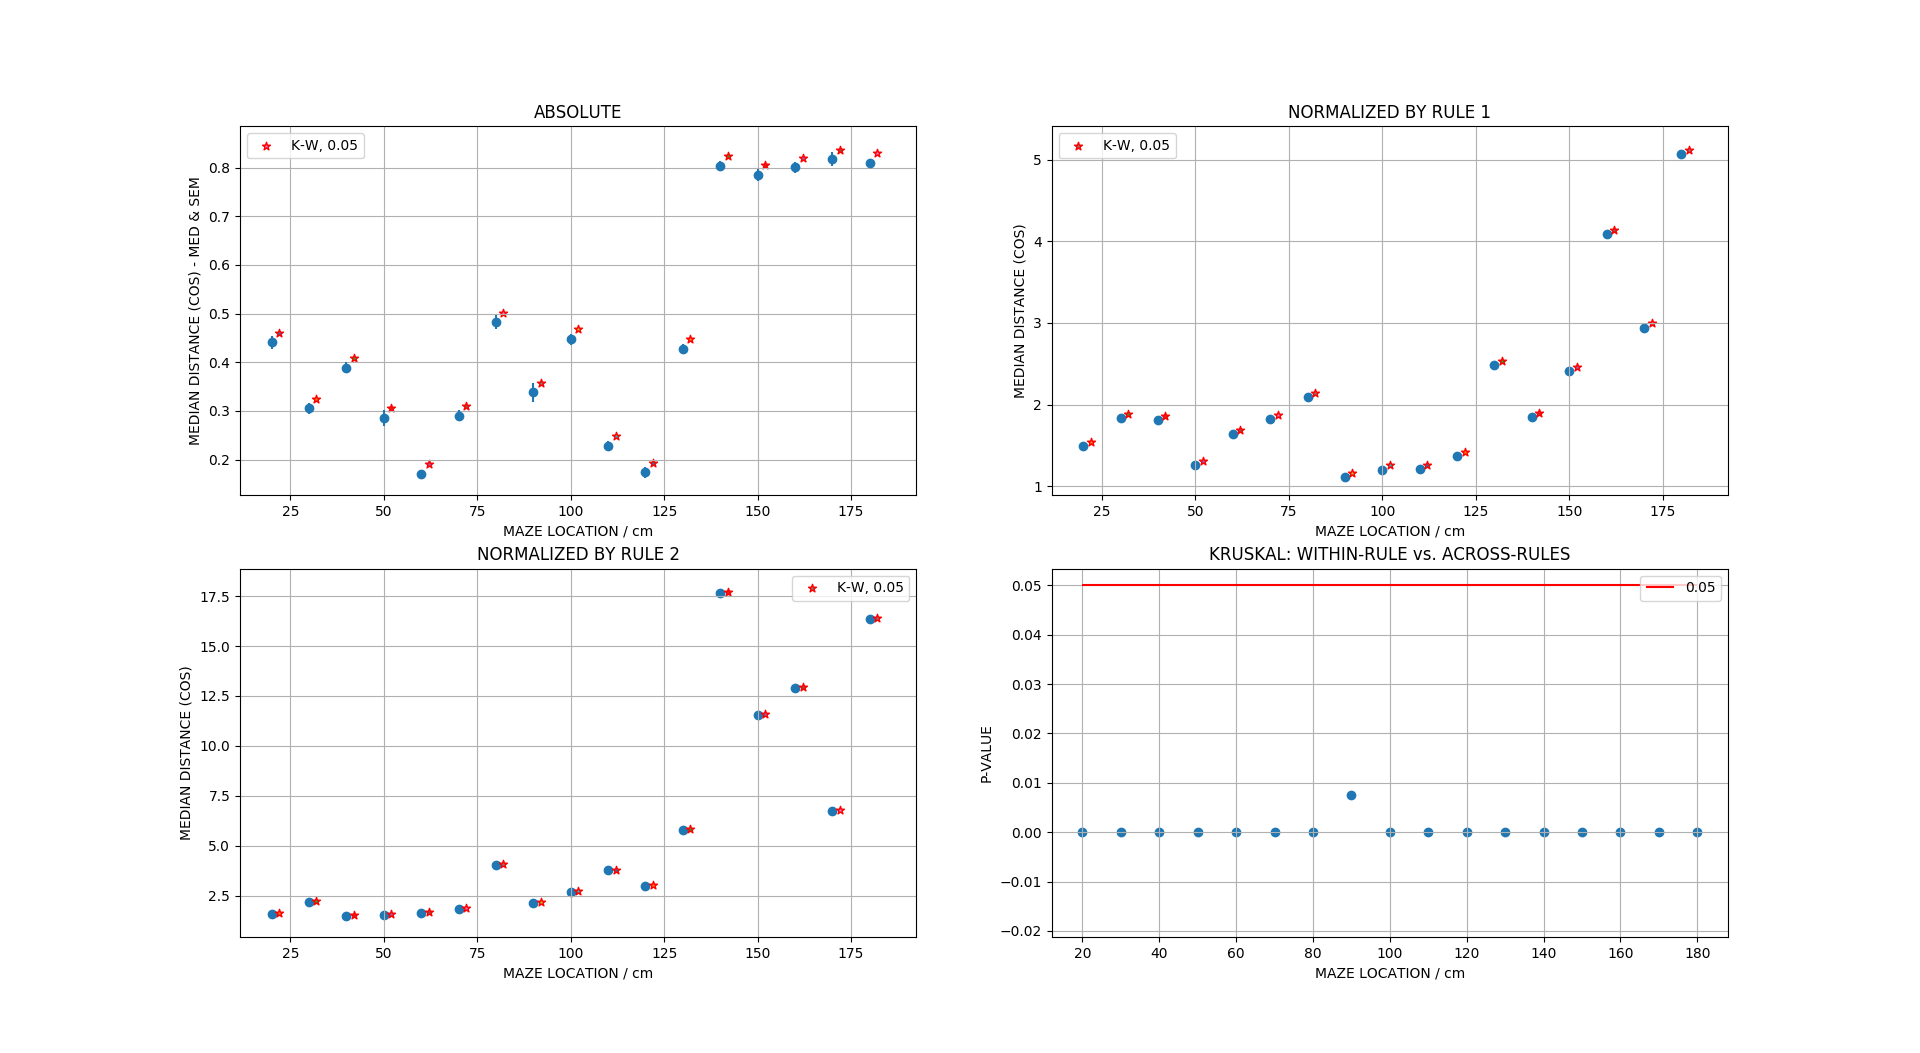 ABSOLUTE
K-W, 0.05
MEDIAN DISTANCE (COS) - MED & SEM
0.8
0.7
0.6
0.5
0.4
0.3
0.2
25 50 75 100 125 150 175
MAZE LOCATION / cm
NORMALIZED BY RULE 1
K-W, 0.05
MEDIAN DISTANCE (COS)
5
4
3
2
1
25 50 75 100 125 150 175
MAZE LOCATION / cm
NORMALIZED BY RULE 2
K-W, 0.05
MEDIAN DISTANCE (COS)
17.5
15.0
12.5
10.0
7.5
5.0
2.5
25 50 75 100 125 150 175
MAZE LOCATION / cm
KRUSKAL: WITHIN-RULE vs. ACROSS-RULES
0.05
P-VALUE
0.05
0.04
0.03
0.02
0.01
0.00
−0.01
−0.02
20 40 60 80 100 120 140 160 180
MAZE LOCATION / cm